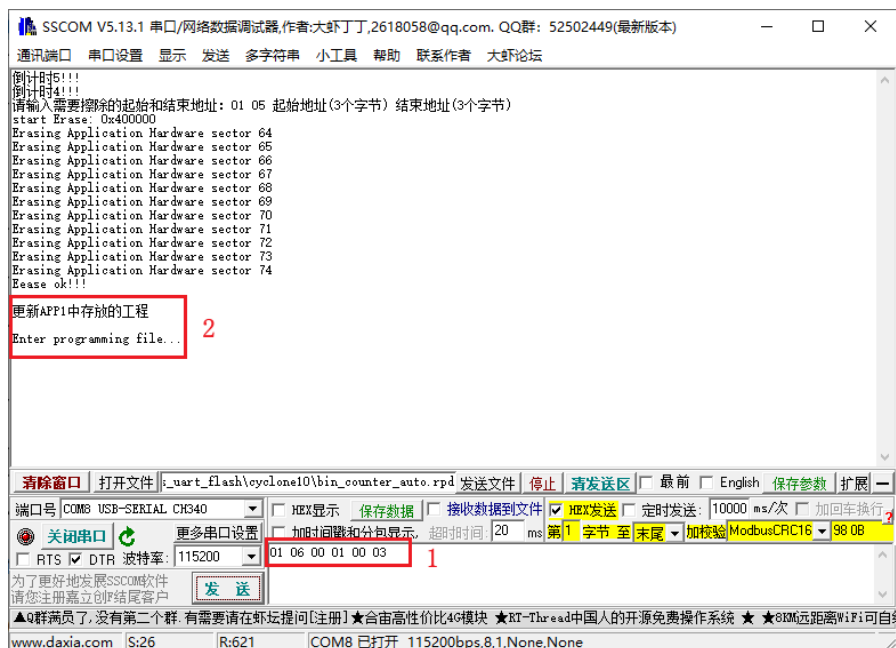 SSCOM V5.13.1 串口/网络数据调试器,作者:大虾丁丁,2618058@qq.com. QQ群: 52502449(最新版本)
通讯端口 串口设置 显示 发送 多字符串 小工具 帮助 联系作者 大虾论坛
倒计时5!!!
倒计时4!!!
请输入需要擦除的起始和结束地址: 01 05 起始地址(3个字节) 结束地址(3个字节)
start Erase: 0x400000
Erasing Application Hardware sector 64
Erasing Application Hardware sector 65
Erasing Application Hardware sector 66
Erasing Application Hardware sector 67
Erasing Application Hardware sector 68
Erasing Application Hardware sector 69
Erasing Application Hardware sector 70
Erasing Application Hardware sector 71
Erasing Application Hardware sector 72
Erasing Application Hardware sector 73
Erasing Application Hardware sector 74
Eease ok!!!
更新APP1中存放的工程
2
Enter programming file...
清除窗口 打开文件 :_uart_flash\cyclone10\bin_counter_auto.rpd 发送文件 停止 清发送区 最前 English 保存参数 扩展 —
端口号 COM8 USB-SERIAL CH340 HEX显示 保存数据 接收数据到文件 HEX发送 定时发送: 10000 ms/次 加回车换行
关闭串口 更多串口设置 加时间戳和分包显示, 超时时间: 20 ms 第1 字节 至 末尾 加校验 ModbusCRC16 98 0B
RTS DTR 波特率: 115200 01 06 00 01 00 03 1
为了更好地发展SSCOM软件
请您注册嘉立创F结尾客户
发 送
▲Q群满员了,没有第二个群.有需要请在虾坛提问[注册]★合宙高性价比4G模块 ★RT-Thread中国人的开源免费操作系统 ★ ★8KM远距离WiFi可自
www.daxia.com S:26 R:621 COM8 已打开 115200bps,8,1,None,None